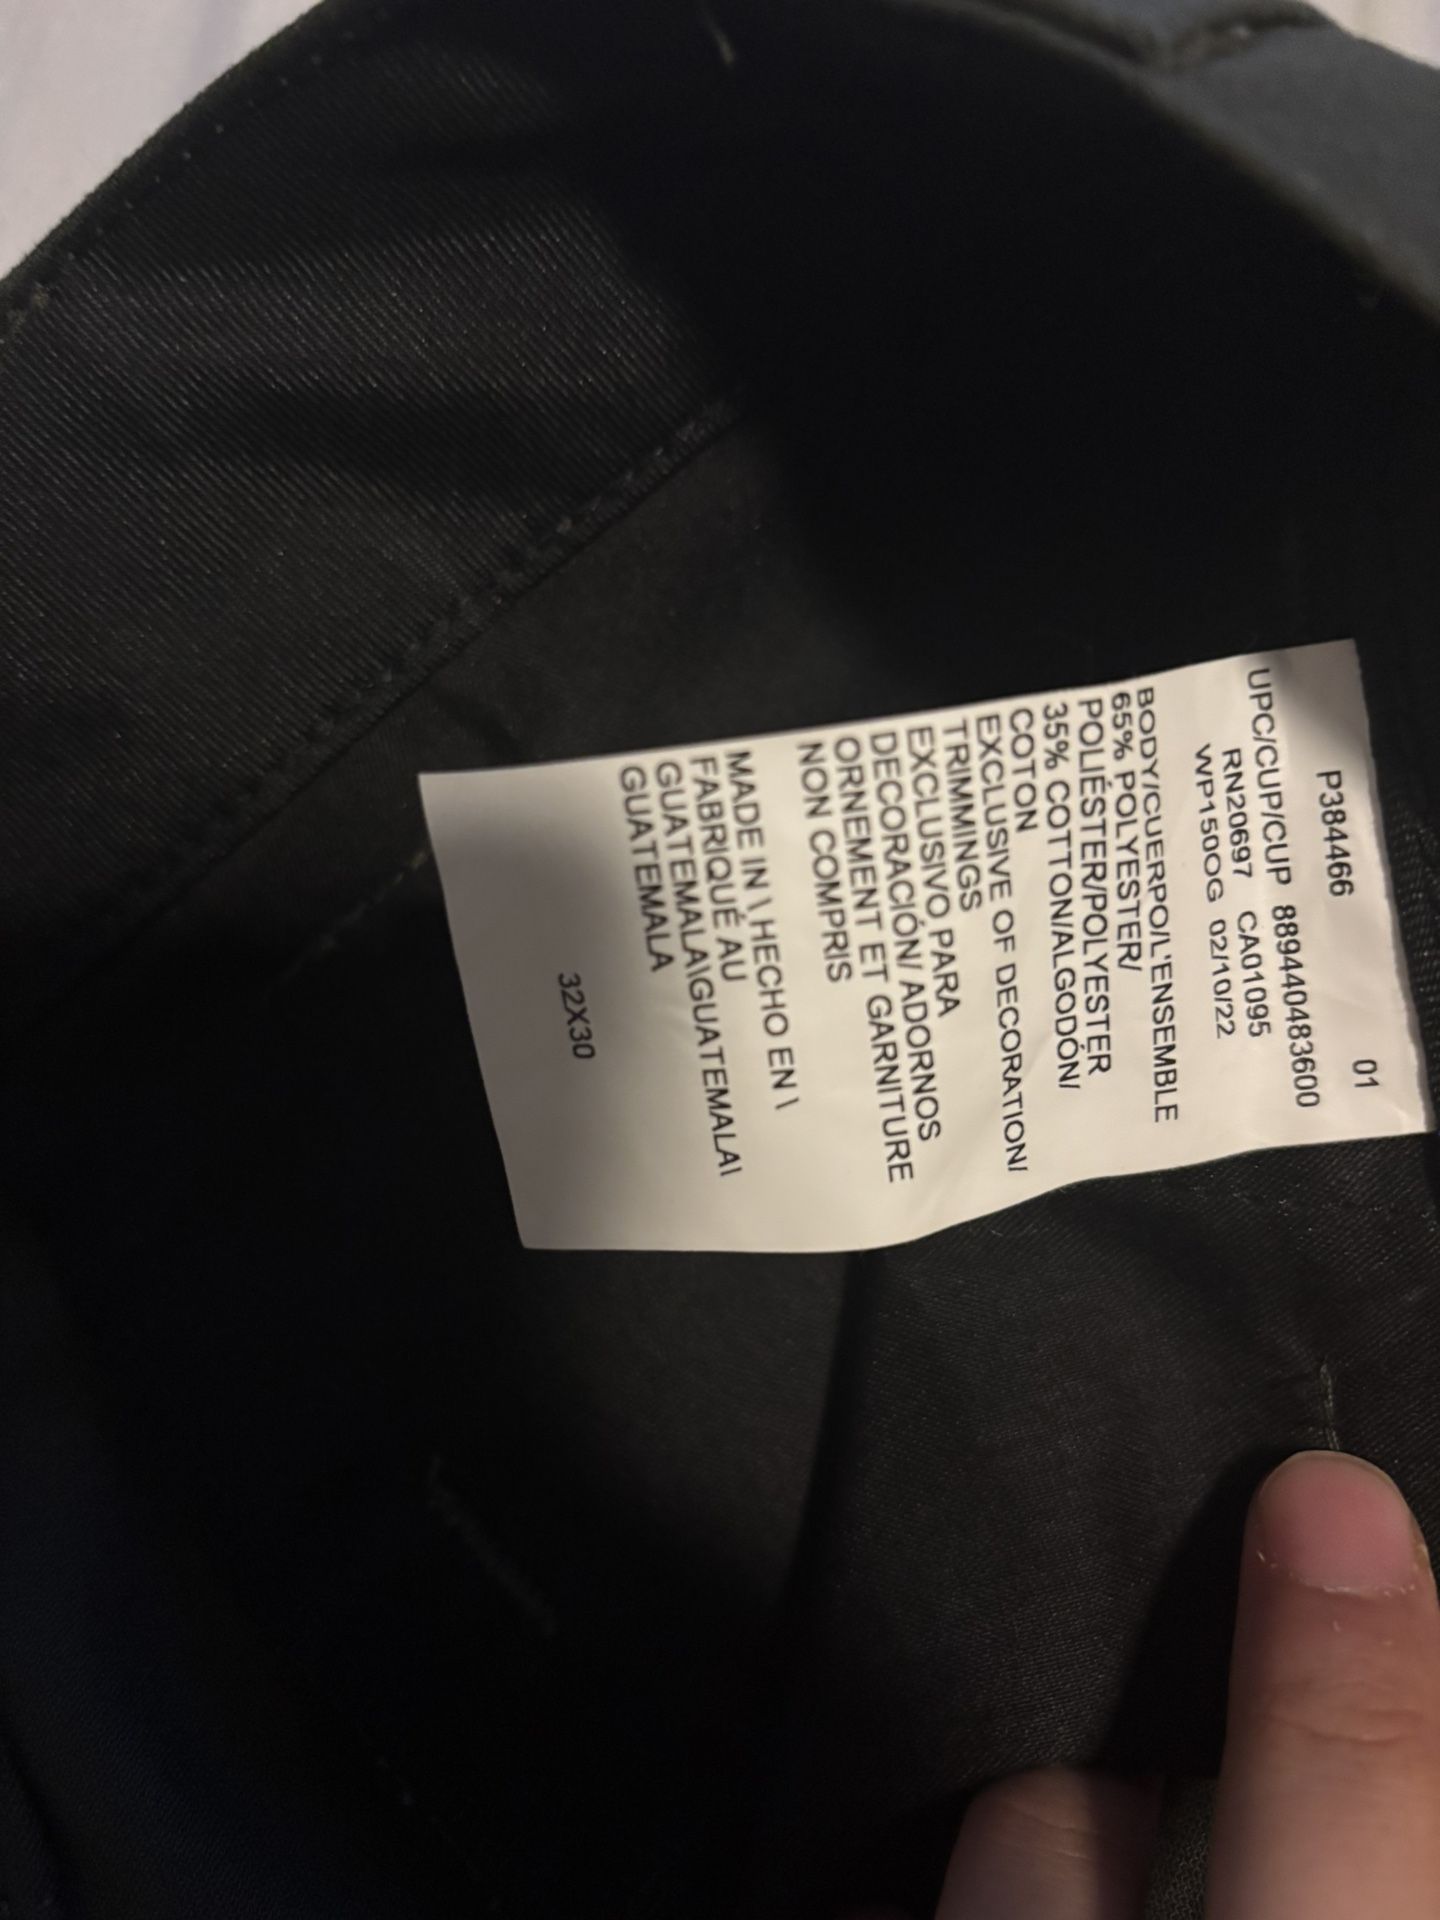 P384466 01
UPC/CUP/CUP 889440483600
RN20697 CA01095
WP150OG 02/10/22
BODY/CUERPO/L'ENSEMBLE
65% POLYESTER/
POLIÉSTER/POLYESTER
35% COTTON/ALGODÓN/
COTON
EXCLUSIVE OF DECORATION/
TRIMMINGS
EXCLUSIVO PARA
DECORACIÓN/ ADORNOS
ORNEMENT ET GARNITURE
NON COMPRIS
MADE IN \ HECHO EN \
FABRIQUÉ AU
GUATEMALA\GUATEMALA\
GUATEMALA
32X30